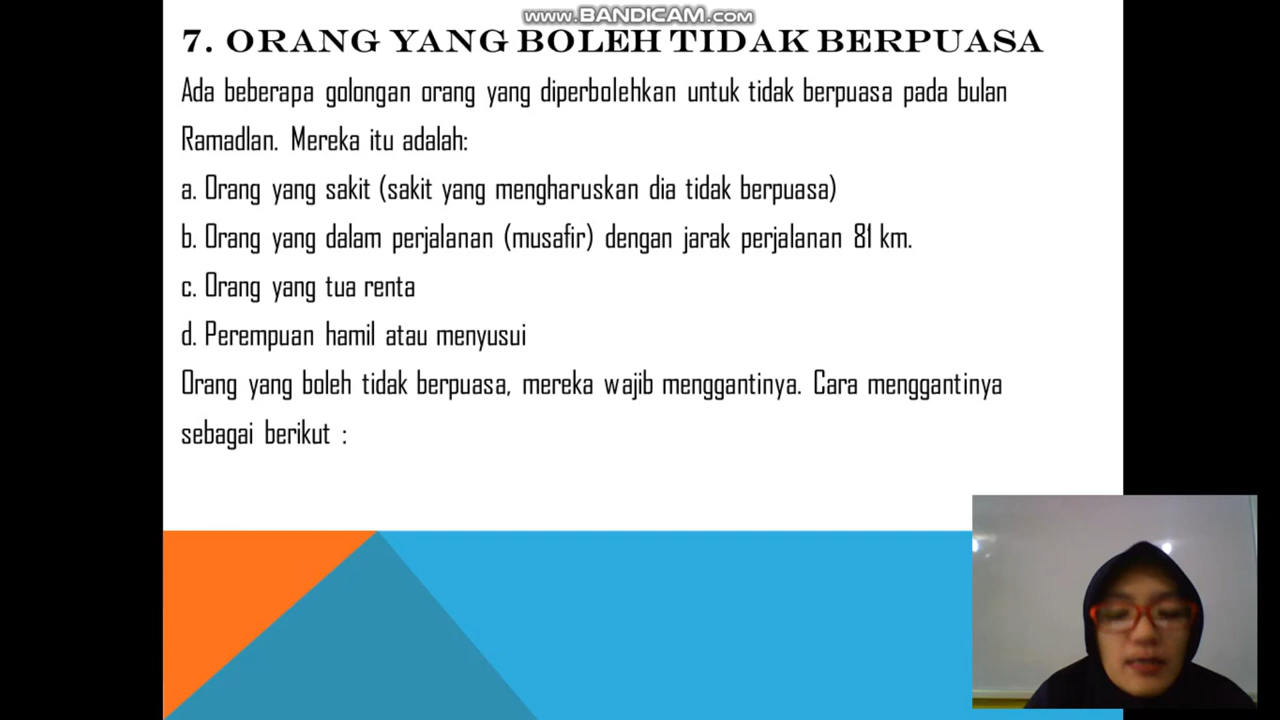 www.BANDICAM.com
7. ORANG YANG BOLEH TIDAK BERPUASA
Ada beberapa golongan orang yang diperbolehkan untuk tidak berpuasa pada bulan
Ramadlan. Mereka itu adalah:
a. Orang yang sakit (sakit yang mengharuskan dia tidak berpuasa)
b. Orang yang dalam perjalanan (musafir) dengan jarak perjalanan 81 km.
c. Orang yang tua renta
d. Perempuan hamil atau menyusui
Orang yang boleh tidak berpuasa, mereka wajib menggantinya. Cara menggantinya
sebagai berikut :